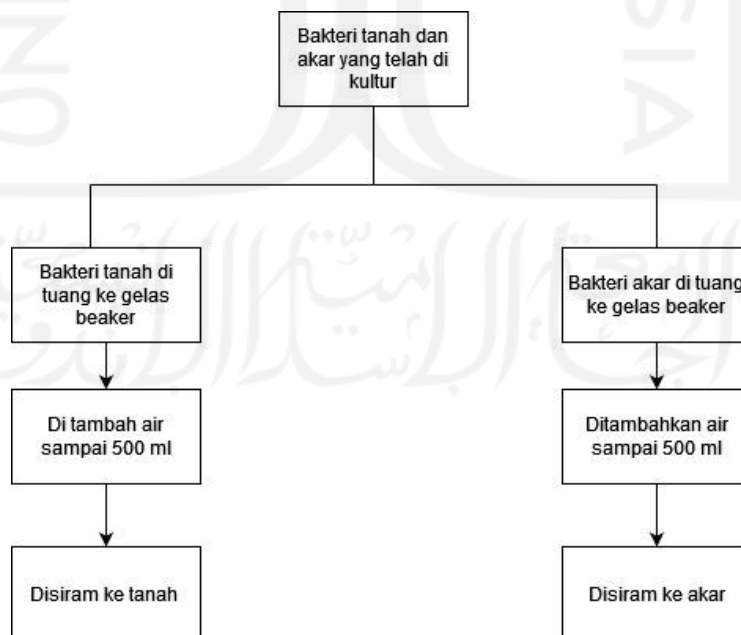 Bakteri tanah dan
akar yang telah di
kultur
Bakteri tanah di
tuang ke gelas
beaker
Bakteri akar di tuang
ke gelas beaker
Di tambah air
sampai 500 ml
Ditambahkan air
sampai 500 ml
Disiram ke tanah
Disiram ke akar